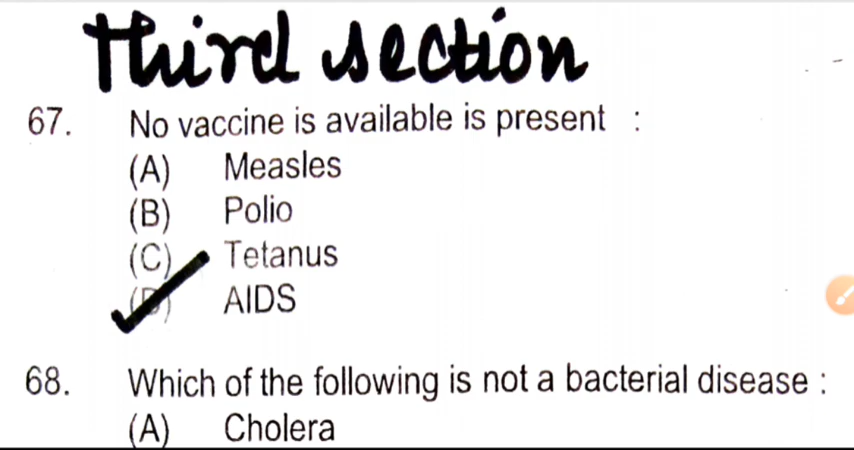 Third section
67. No vaccine is available is present :
(A) Measles
(B) Polio
(C) Tetanus
(D) AIDS
68. Which of the following is not a bacterial disease :
(A) Cholera